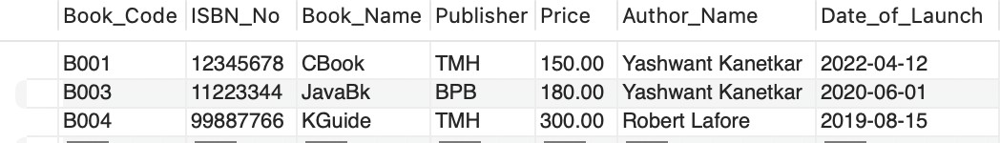 Book_Code ISBN_No Book_Name Publisher Price Author_Name Date_of_Launch
B001 12345678 CBook TMH 150.00 Yashwant Kanetkar 2022-04-12
B003 11223344 JavaBk BPB 180.00 Yashwant Kanetkar 2020-06-01
B004 99887766 KGuide TMH 300.00 Robert Lafore 2019-08-15